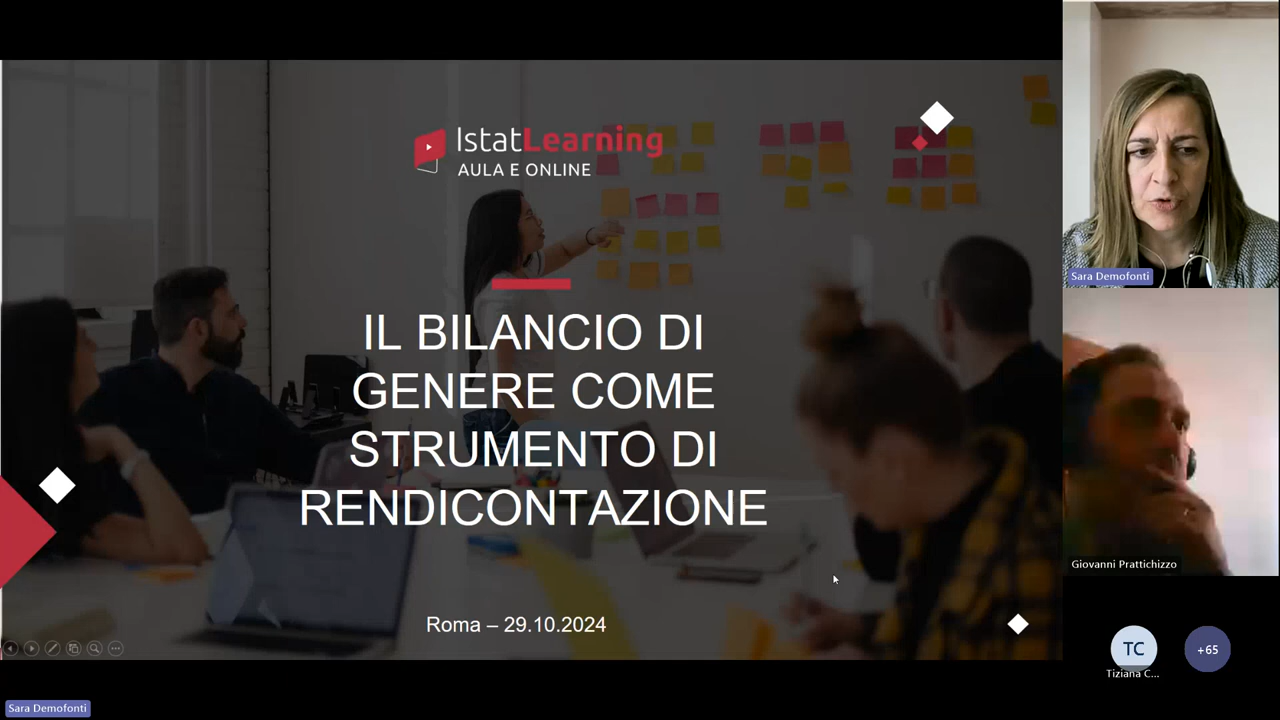 IstatLearning
AULA E ONLINE
IL BILANCIO DI
GENERE COME
STRUMENTO DI
RENDICONTAZIONE
Roma – 29.10.2024
Sara Demofonti
Giovanni Prattichizzo
TC
Tiziana C...
+65
Sara Demofonti